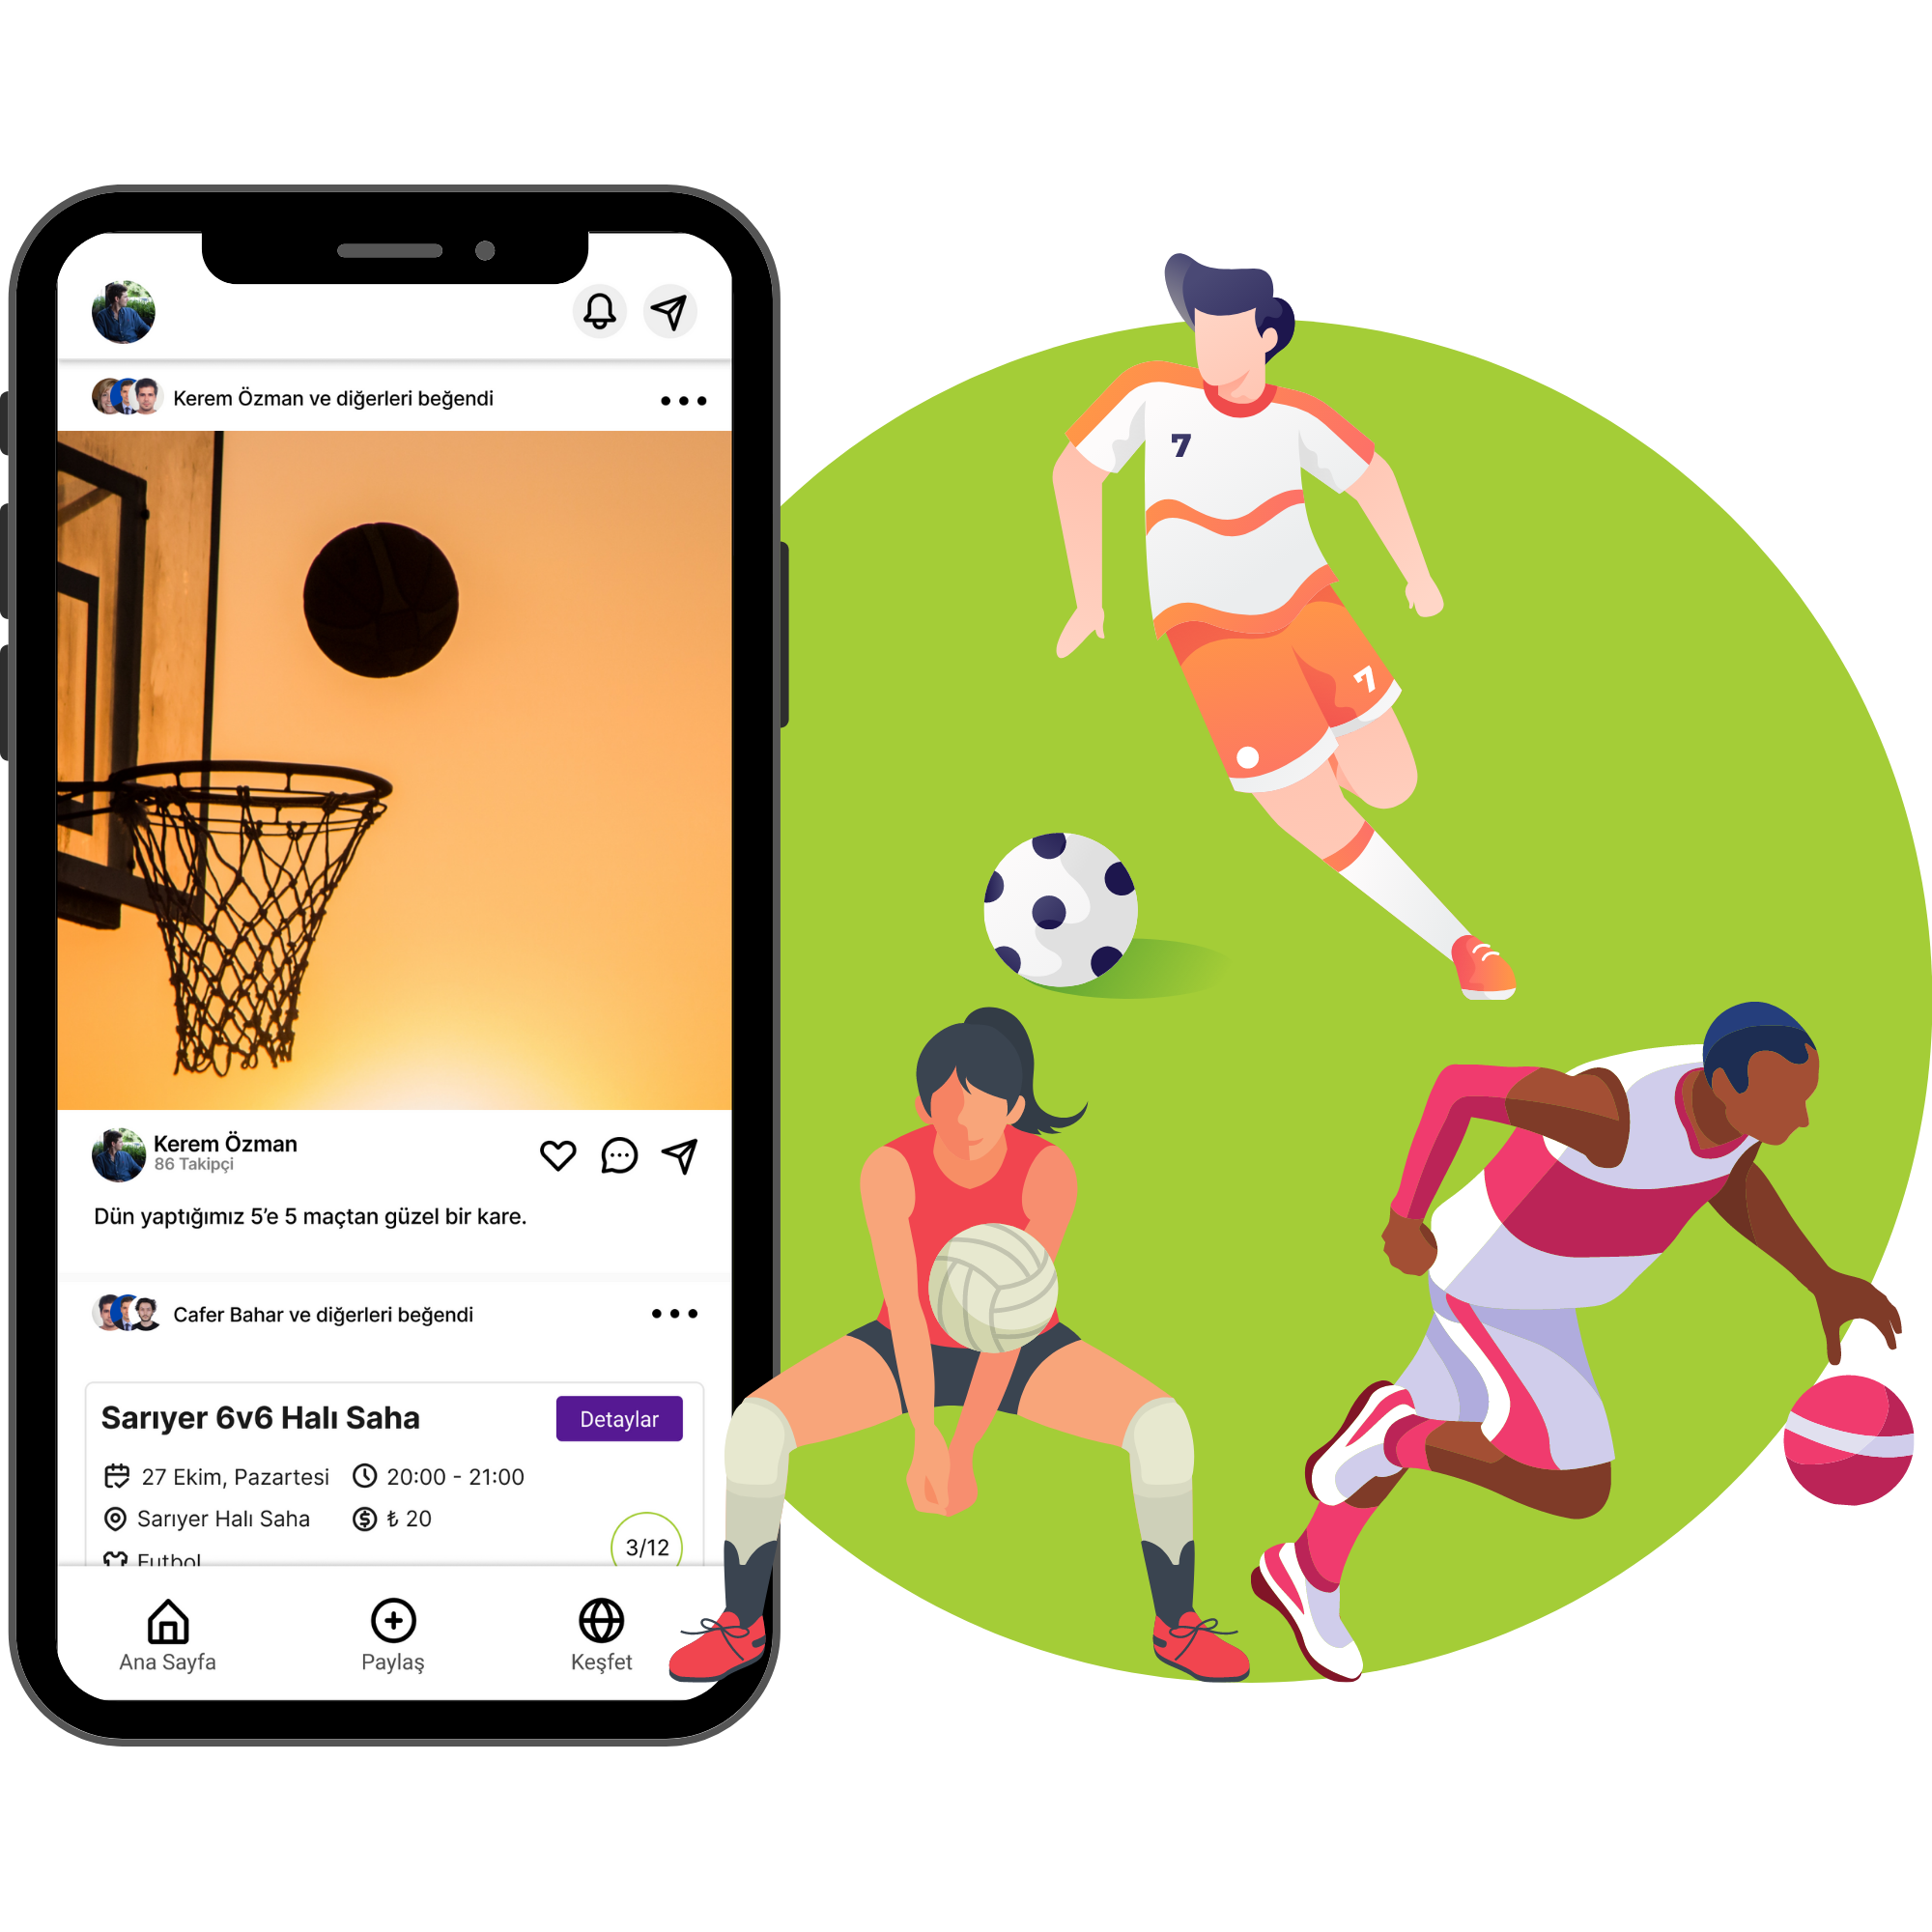 Kerem Özman ve diğerleri beğendi
Kerem Özman
86 Takipçi
Dün yaptığımız 5’e 5 maçtan güzel bir kare.
Cafer Bahar ve diğerleri beğendi
Sarıyer 6v6 Halı Saha
Detaylar
27 Ekim, Pazartesi
20:00 - 21:00
Sarıyer Halı Saha
₺ 20
3/12
Futbol
Ana Sayfa
Paylaş
Keşfet
7
7